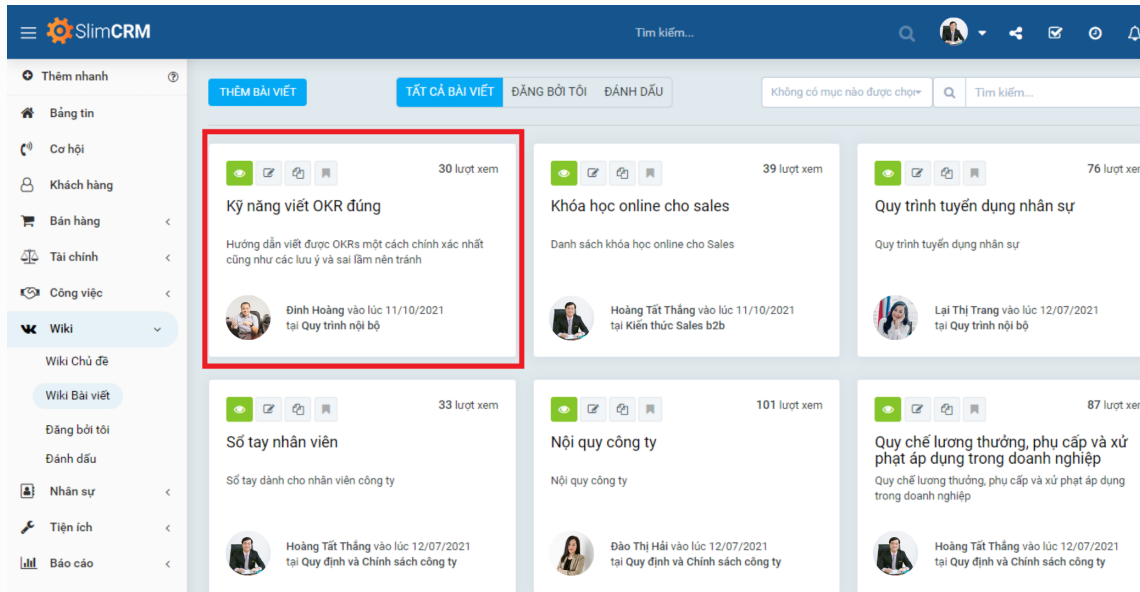 SlimCRM
Tìm kiếm...
Thêm nhanh
Bảng tin
Cơ hội
Khách hàng
Bán hàng
Tài chính
Công việc
Wiki
Wiki Chủ đề
Wiki Bài viết
Đăng bởi tôi
Đánh dấu
Nhân sự
Tiện ích
Báo cáo
THÊM BÀI VIẾT
TẤT CẢ BÀI VIẾT
ĐĂNG BỞI TÔI
ĐÁNH DẤU
Không có mục nào được chọn
Tìm kiếm...
30 lượt xem
Kỹ năng viết OKR đúng
Hướng dẫn viết được OKRs một cách chính xác nhất
cũng như các lưu ý và sai lầm nên tránh
Đinh Hoàng vào lúc 11/10/2021
tại Quy trình nội bộ
39 lượt xem
Khóa học online cho sales
Danh sách khóa học online cho Sales
Hoàng Tất Thắng vào lúc 11/10/2021
tại Kiến thức Sales b2b
76 lượt xem
Quy trình tuyển dụng nhân sự
Quy trình tuyển dụng nhân sự
Lại Thị Trang vào lúc 12/07/2021
tại Quy trình nội bộ
33 lượt xem
Sổ tay nhân viên
Sổ tay dành cho nhân viên công ty
Hoàng Tất Thắng vào lúc 12/07/2021
tại Quy định và Chính sách công ty
101 lượt xem
Nội quy công ty
Nội quy công ty
Đào Thị Hải vào lúc 12/07/2021
tại Quy định và Chính sách công ty
87 lượt xem
Quy chế lương thưởng, phụ cấp và xử
phạt áp dụng trong doanh nghiệp
Quy chế lương thưởng, phụ cấp và xử phạt áp dụng
trong doanh nghiệp
Hoàng Tất Thắng vào lúc 12/07/2021
tại Quy định và Chính sách công ty